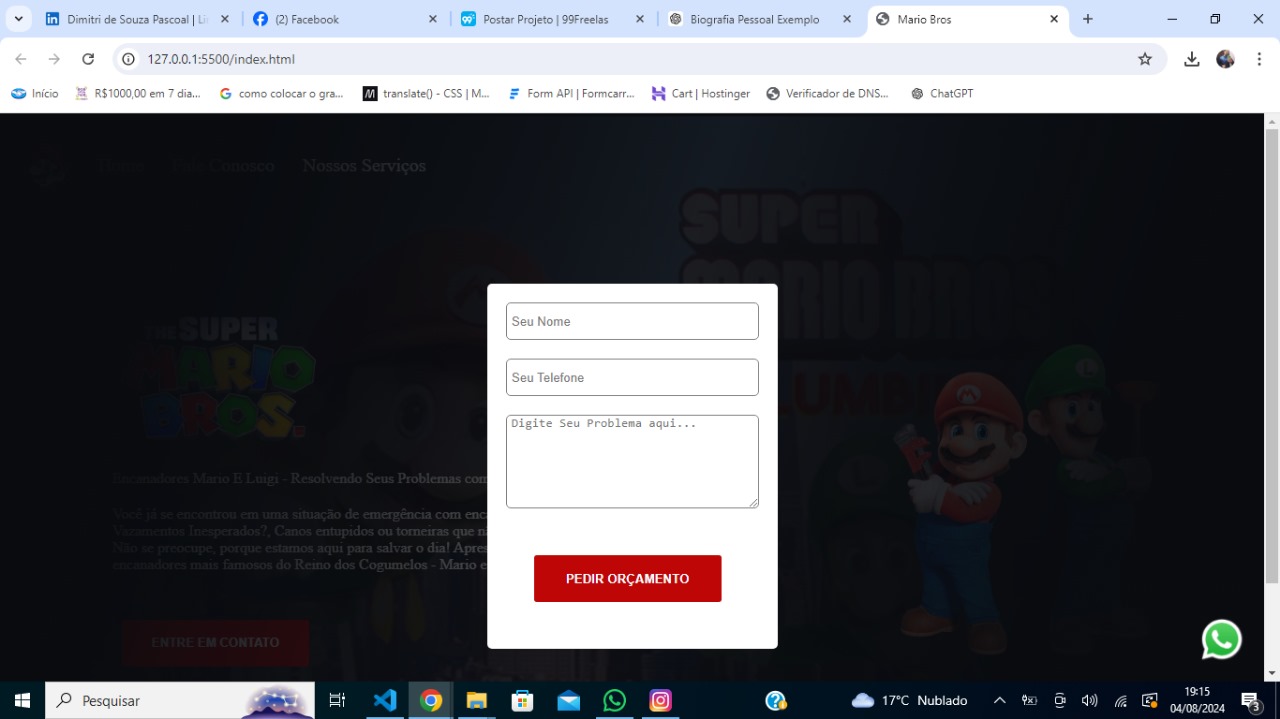 Dimitri de Souza Pascoal | Li
(2) Facebook
Postar Projeto | 99Freelas
Biografia Pessoal Exemplo
Mario Bros
127.0.0.1:5500/index.html
Início
R$1000,00 em 7 dia...
como colocar o gra...
translate() - CSS | M...
Form API | Formcarr...
Cart | Hostinger
Verificador de DNS...
ChatGPT
Home
Fale Conosco
Nossos Serviços
SUPER
MARIO BROS
PLUMBING
THE SUPER
MARIO
BROS.
Encanadores Mario E Luigi - Resolvendo Seus Problemas com
Você já se encontrou em uma situação de emergência com
Vazamentos Inesperados?, Canos entupidos ou torneiras que
Não se preocupe, porque estamos aqui para salvar o dia!
encanadores mais famosos do Reino dos Cogumelos - Mario e
ENTRE EM CONTATO
Seu Nome
Seu Telefone
Digite Seu Problema aqui...
PEDIR ORÇAMENTO
Pesquisar
17°C Nublado
19:15
04/08/2024
3